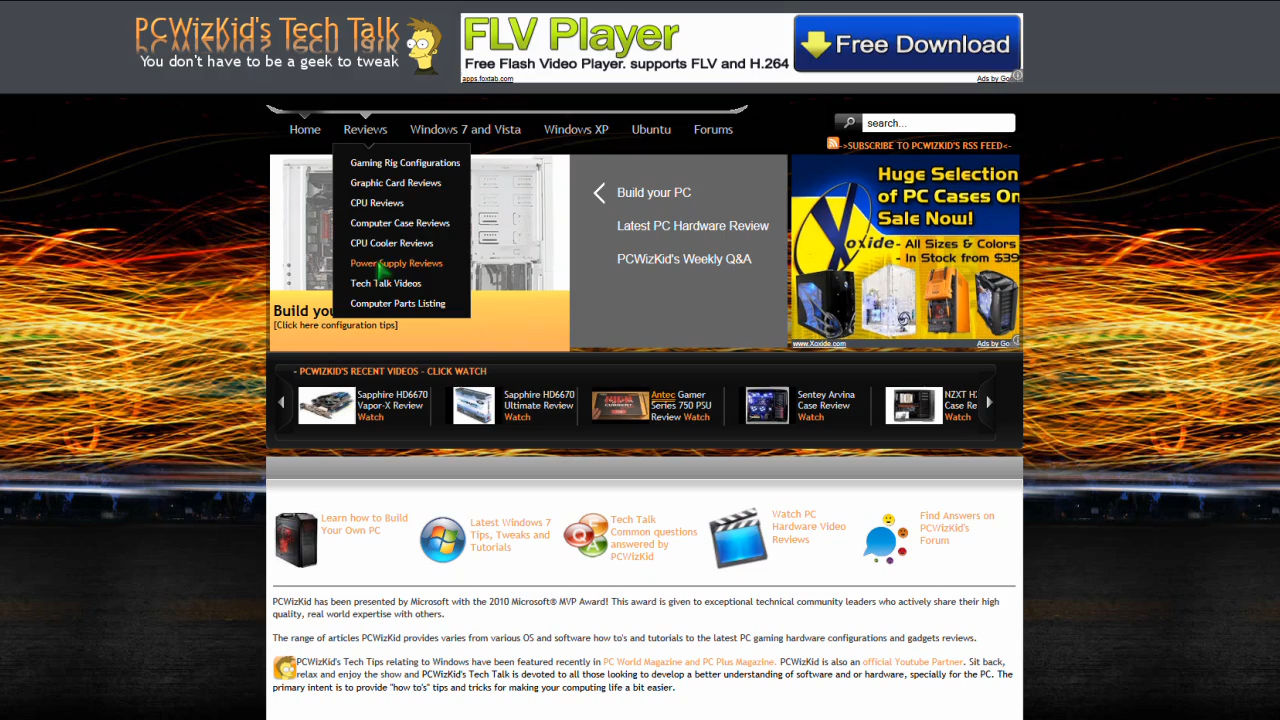 PCWizKid's Tech Talk
You don't have to be a geek to tweak
FLV Player
Free Flash Video Player. supports FLV and H.264
apps.foxtab.com
Free Download
Ads by Go
Home
Reviews
Windows 7 and Vista
Windows XP
Ubuntu
Forums
search...
->SUBSCRIBE TO PCWIZKID'S RSS FEED<-
Gaming Rig Configurations
Graphic Card Reviews
CPU Reviews
Computer Case Reviews
CPU Cooler Reviews
Power Supply Reviews
Tech Talk Videos
Computer Parts Listing
Build you
[Click here configuration tips]
Build your PC
Latest PC Hardware Review
PCWizKid's Weekly Q&A
Huge Selection
of PC Cases On
Sale Now!
Xoxide - All Sizes & Colors
- In Stock from $39
www.Xoxide.com
Ads by Go
- PCWIZKID'S RECENT VIDEOS - CLICK WATCH
Sapphire HD6670
Vapor-X Review
Watch
Sapphire HD6670
Ultimate Review
Watch
Antec Gamer
Series 750 PSU
Review Watch
Sentey Arvina
Case Review
Watch
NZXT H2
Case Re
Watch
Learn how to Build
Your Own PC
Latest Windows 7
Tips, Tweaks and
Tutorials
Tech Talk
Common questions
answered by
PCWizKid
Watch PC
Hardware Video
Reviews
Find Answers on
PCWizKid's
Forum
PCWizKid has been presented by Microsoft with the 2010 Microsoft® MVP Award! This award is given to exceptional technical community leaders who actively share their high
quality, real world expertise with others.
The range of articles PCWizKid provides varies from various OS and software how to's and tutorials to the latest PC gaming hardware configurations and gadgets reviews.
PCWizKid's Tech Tips relating to Windows have been featured recently in PC World Magazine and PC Plus Magazine. PCWizKid is also an official Youtube Partner. Sit back,
relax and enjoy the show and PCWizKid's Tech Talk is devoted to all those looking to develop a better understanding of software and or hardware, specially for the PC. The
primary intent is to provide "how to's" tips and tricks for making your computing life a bit easier.